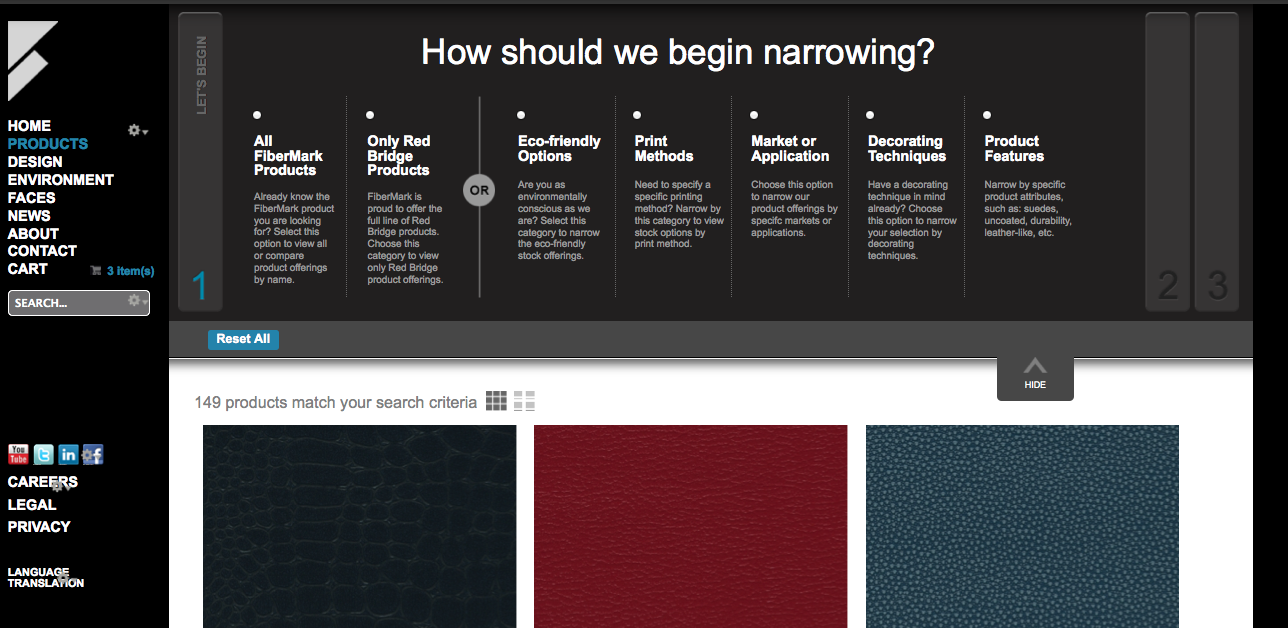 HOME
PRODUCTS
DESIGN
ENVIRONMENT
FACES
NEWS
ABOUT
CONTACT
CART
3 item(s)
SEARCH...
You
Tube
t
in
f
CAREERS
LEGAL
PRIVACY
LANGUAGE
TRANSLATION
LET'S BEGIN
1
How should we begin narrowing?
All
FiberMark
Products
Already know the
FiberMark product
you are looking
for? Select this
option to view all
or compare
product offerings
by name.
Only Red
Bridge
Products
FiberMark is
proud to offer the
full line of Red
Bridge products.
Choose this
category to view
only Red Bridge
product offerings.
OR
Eco-friendly
Options
Are you as
environmentally
conscious as we
are? Select this
category to narrow
the eco-friendly
stock offerings.
Print
Methods
Need to specify a
specific printing
method? Narrow by
this category to view
stock options by
print method.
Market or
Application
Choose this option
to narrow our
product offerings by
specifc markets or
applications.
Decorating
Techniques
Have a decorating
technique in mind
already? Choose
this option to narrow
your selection by
decorating
techniques.
Product
Features
Narrow by specific
product attributes,
such as: suedes,
uncoated, durability,
leather-like, etc.
2
3
Reset All
HIDE
149 products match your search criteria